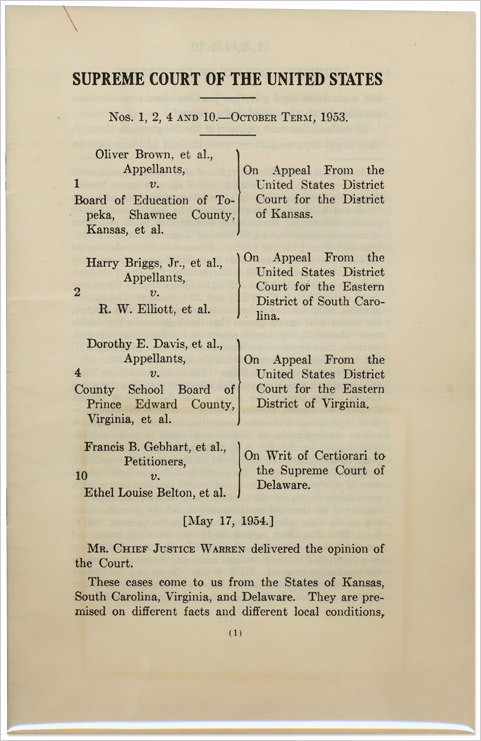 SUPREME COURT OF THE UNITED STATES
Nos. 1, 2, 4 AND 10.—OCTOBER TERM, 1953.
Oliver Brown, et al.,
Appellants,
1 v.
Board of Education of To-
peka, Shawnee County,
Kansas, et al.
On Appeal From the
United States District
Court for the District
of Kansas.
Harry Briggs, Jr., et al.,
Appellants,
2 v.
R. W. Elliott, et al.
On Appeal From the
United States District
Court for the Eastern
District of South Caro-
lina.
Dorothy E. Davis, et al.,
Appellants,
4 v.
County School Board of
Prince Edward County,
Virginia, et al.
On Appeal From the
United States District
Court for the Eastern
District of Virginia.
Francis B. Gebhart, et al.,
Petitioners,
10 v.
Ethel Louise Belton, et al.
On Writ of Certiorari to
the Supreme Court of
Delaware.
[May 17, 1954.]
MR. CHIEF JUSTICE WARREN delivered the opinion of
the Court.
These cases come to us from the States of Kansas,
South Carolina, Virginia, and Delaware. They are pre-
mised on different facts and different local conditions,
(1)